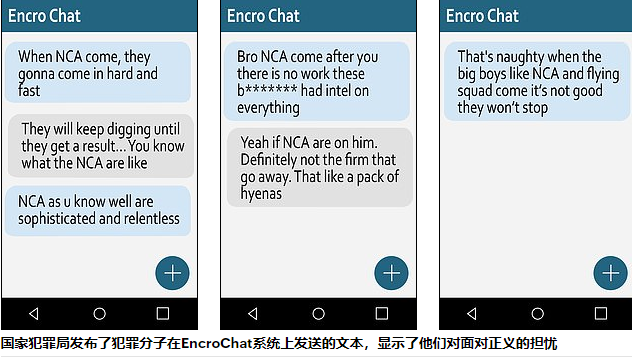 Encro Chat
When NCA come, they
gonna come in hard and
fast
They will keep digging until
they get a result... You know
what the NCA are like
NCA as u know well are
sophisticated and relentless
Encro Chat
Bro NCA come after you
there is no work these
b******* had intel on
everything
Yeah if NCA are on him.
Definitely not the firm that
go away. That like a pack of
hyenas
Encro Chat
That's naughty when the
big boys like NCA and flying
squad come it's not good
they won't stop
国家犯罪局发布了犯罪分子在EncroChat系统上发送的文本，显示了他们对面对正义的担忧